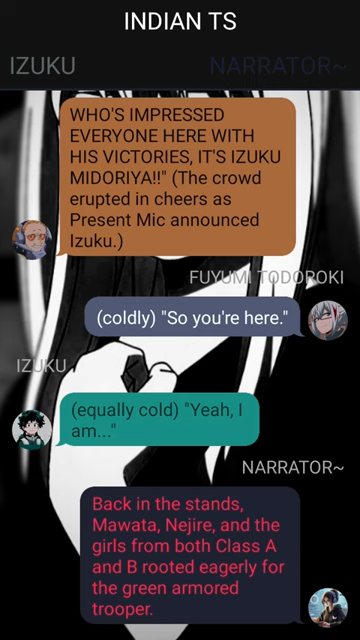 INDIAN TS
IZUKU
NARRATOR~
WHO'S IMPRESSED
EVERYONE HERE WITH
HIS VICTORIES, IT'S IZUKU
MIDORIYA!!" (The crowd
erupted in cheers as
Present Mic announced
Izuku.)
FUYUMI TODOROKI
(coldly) "So you're here."
IZUKU
(equally cold) "Yeah, I
am..."
NARRATOR~
Back in the stands,
Mawata, Nejire, and the
girls from both Class A
and B rooted eagerly for
the green armored
trooper.